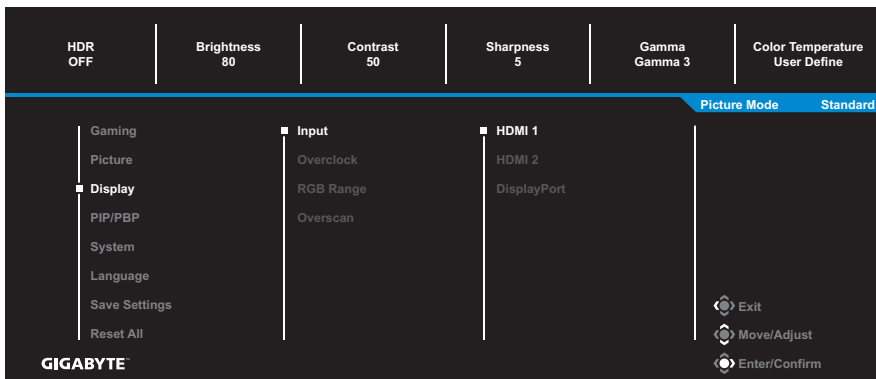 HDR
OFF
Brightness
80
Contrast
50
Sharpness
5
Gamma
Gamma 3
Color Temperature
User Define
Picture Mode Standard
Gaming
Picture
Display
PIP/PBP
System
Language
Save Settings
Reset All
Input
Overclock
RGB Range
Overscan
HDMI 1
HDMI 2
DisplayPort
Exit
Move/Adjust
Enter/Confirm
GIGABYTE™